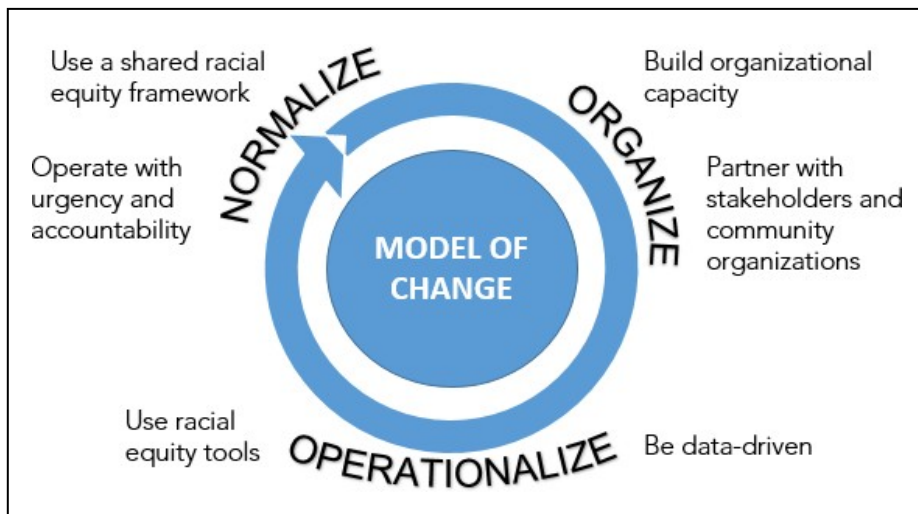 Use a shared racial
equity framework
NORMALIZE
Operate with
urgency and
accountability
Build organizational
capacity
ORGANIZE
Partner with
stakeholders and
community
organizations
MODEL OF
CHANGE
Use racial
equity tools
OPERATIONALIZE
Be data-driven